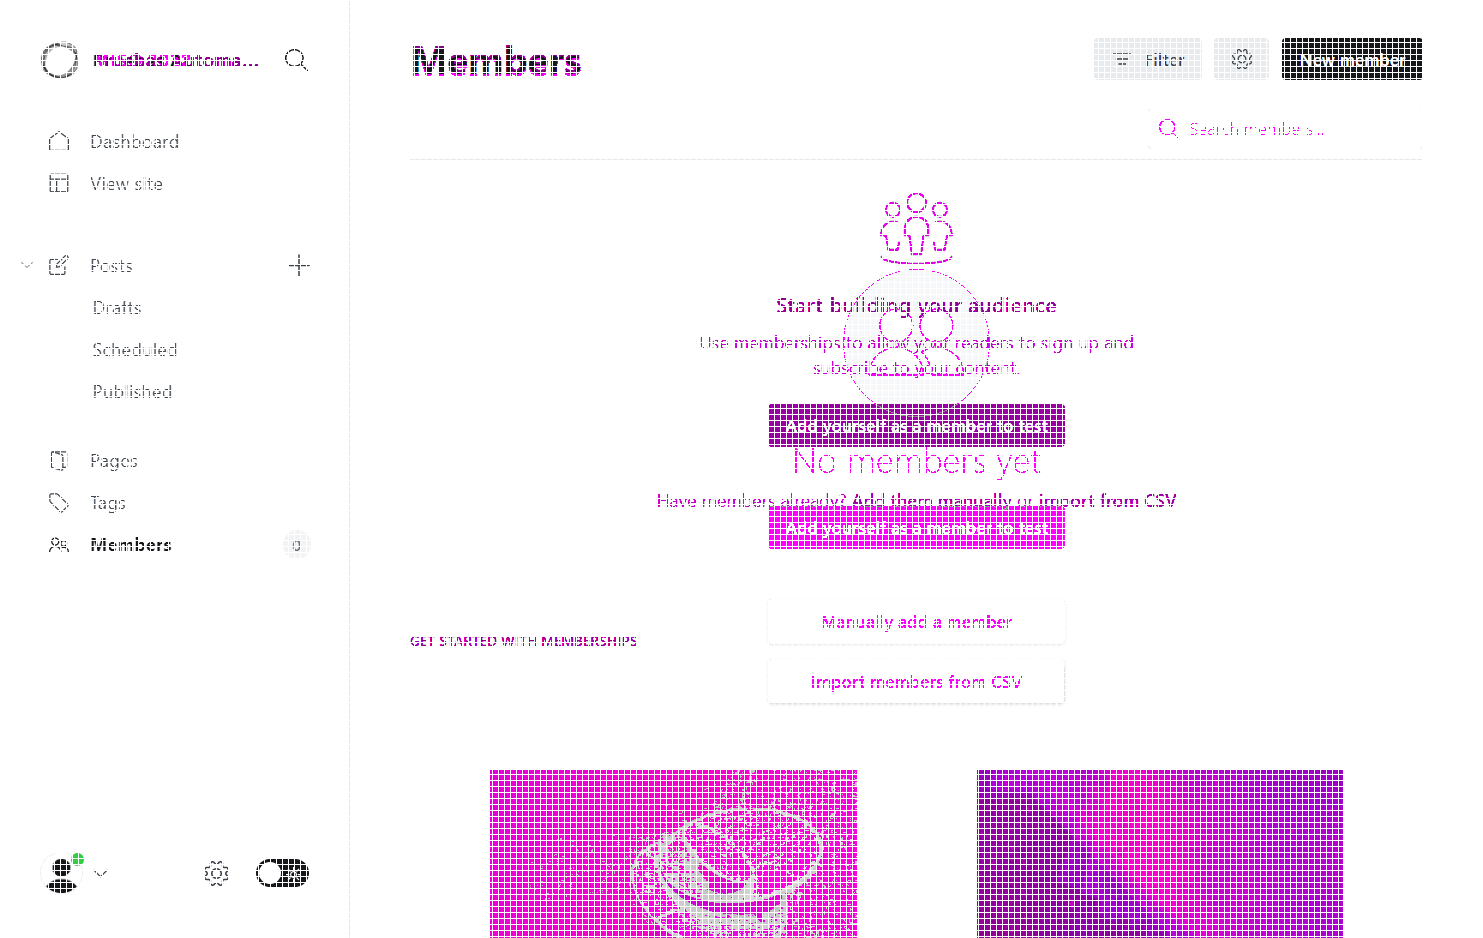 Automa...
Members
Filter
New member
Search members...
Dashboard
View site
Posts
Drafts
Scheduled
Published
Pages
Tags
Members
0
Start building your audience
Use memberships to allow your readers to sign up and
subscribe to your content.
Add yourself as a member to test
No members yet
Have members already? Add them manually or import from CSV
Add yourself as a member to test
Manually add a member
GET STARTED WITH MEMBERSHIPS
Import members from CSV